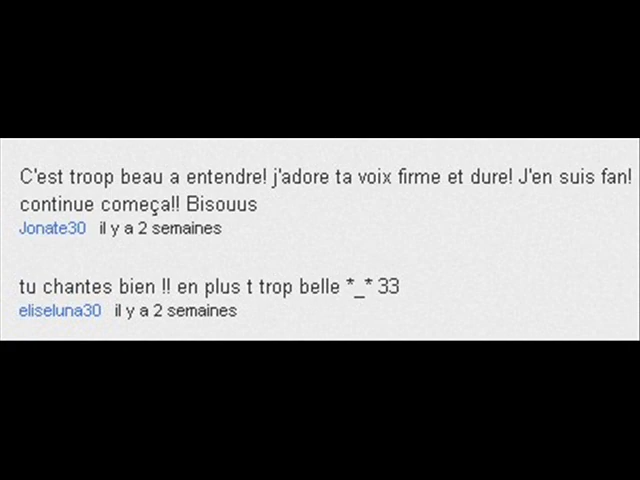 C'est troop beau a entendre! j'adore ta voix firme et dure! J'en suis fan!
continue começa!! Bisouus
Jonate30 il y a 2 semaines
tu chantes bien !! en plus t trop belle *_* 33
eliseluna30 il y a 2 semaines